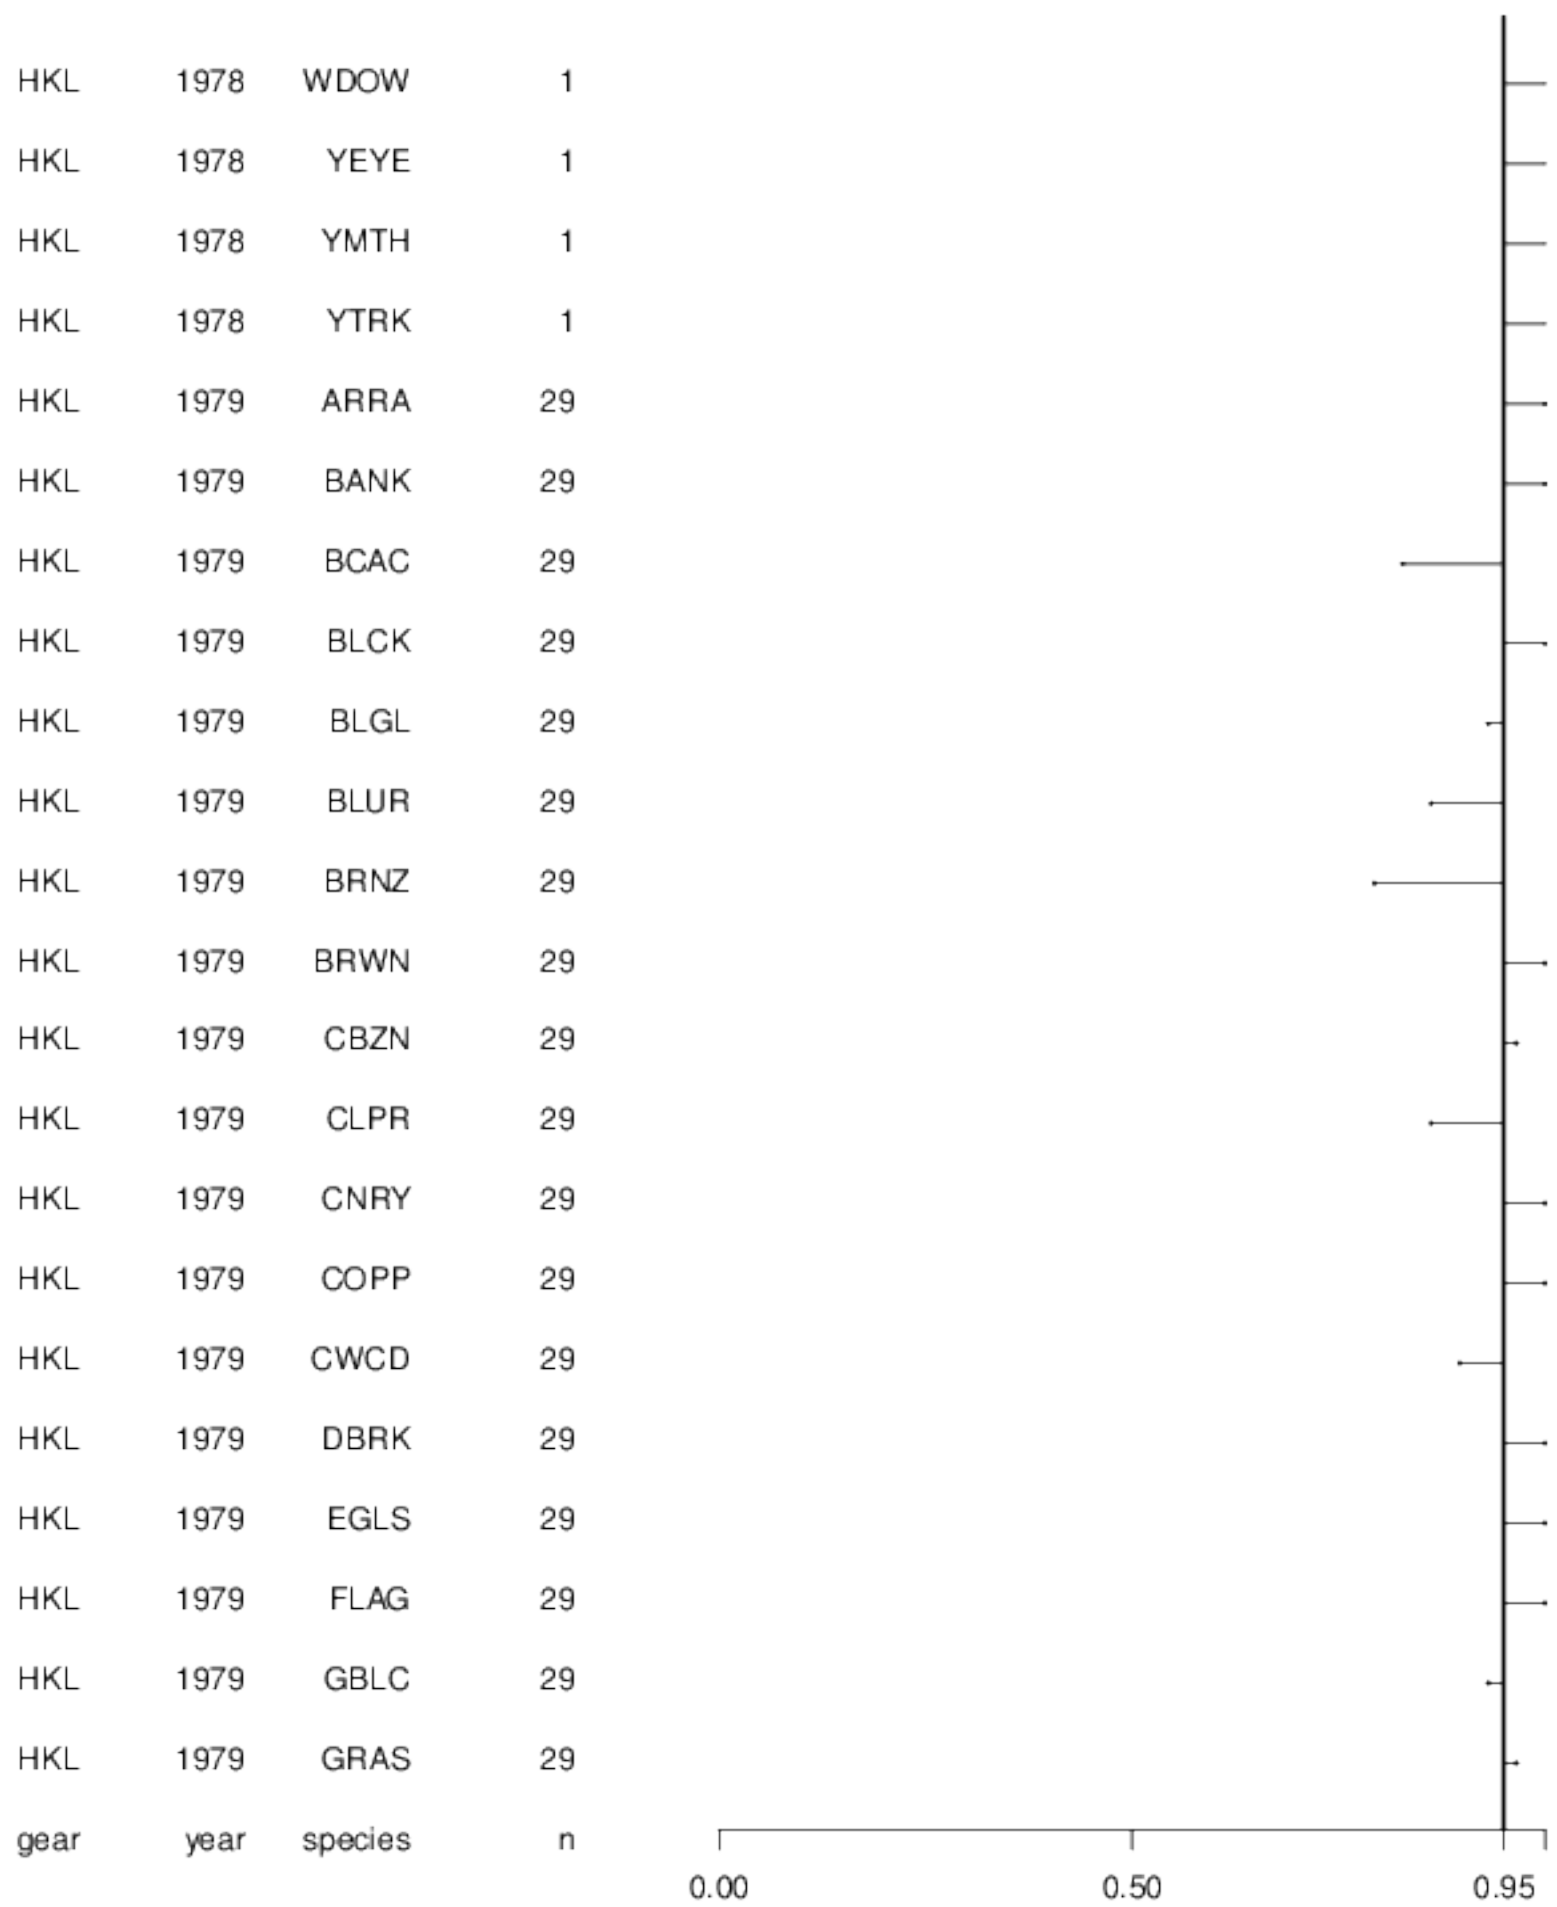 HKL 1978 WDOW 1
HKL 1978 YEYE 1
HKL 1978 YMTH 1
HKL 1978 YTRK 1
HKL 1979 ARRA 29
HKL 1979 BANK 29
HKL 1979 BCAC 29
HKL 1979 BLCK 29
HKL 1979 BLGL 29
HKL 1979 BLUR 29
HKL 1979 BRNZ 29
HKL 1979 BRWN 29
HKL 1979 CBZN 29
HKL 1979 CLPR 29
HKL 1979 CNRY 29
HKL 1979 COPP 29
HKL 1979 CWCD 29
HKL 1979 DBRK 29
HKL 1979 EGLS 29
HKL 1979 FLAG 29
HKL 1979 GBLC 29
HKL 1979 GRAS 29
gear year species n
0.00 0.50 0.95